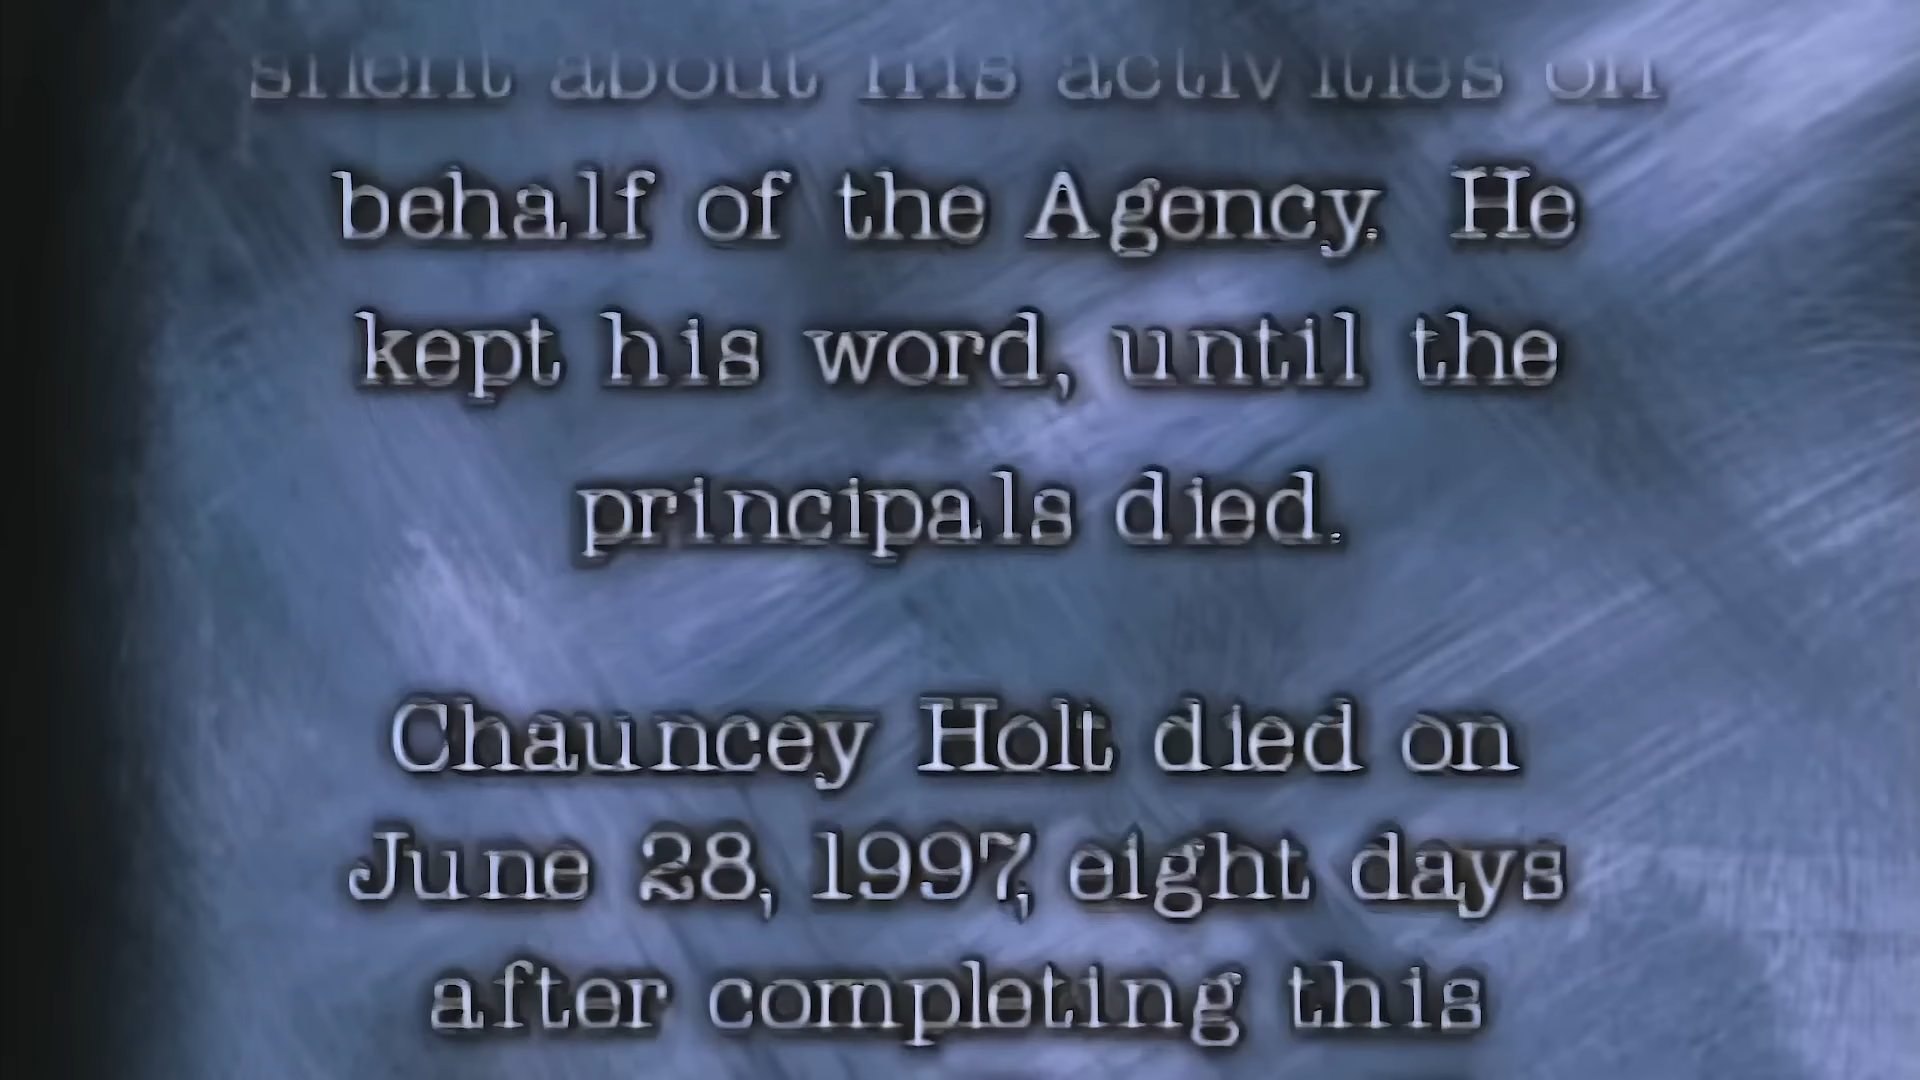 silent about his activities on
behalf of the Agency. He
kept his word, until the
principals died.
Chauncey Holt died on
June 28, 1997, eight days
after completing this